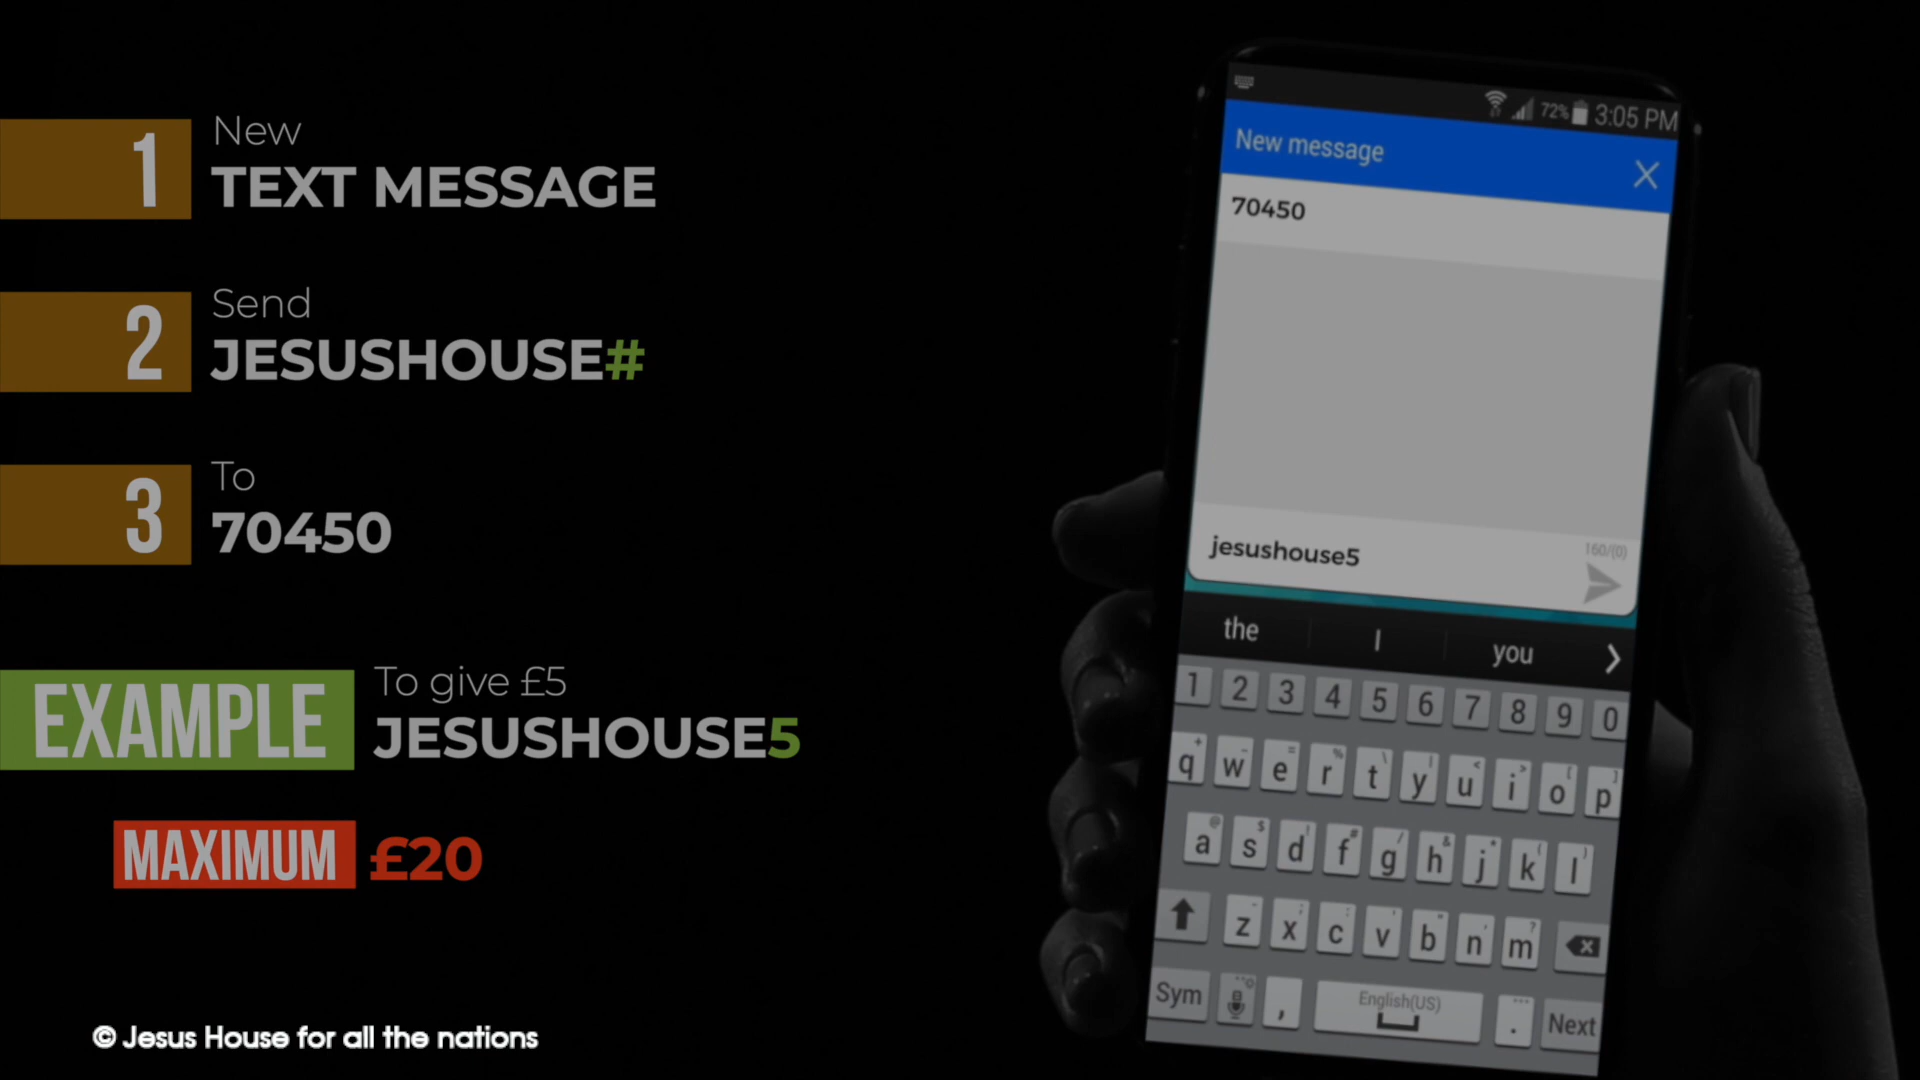 1
New
TEXT MESSAGE
2
Send
JESUSHOUSE#
3
To
70450
EXAMPLE
To give £5
JESUSHOUSE5
MAXIMUM
£20
© Jesus House for all the nations
72% 3:05 PM
New message
70450
160/(0)
jesushouse5
the I you
1 2 3 4 5 6 7 8 9 0
q w e r t y u i o p
a s d f g h j k l
z x c v b n m
Sym , English(US) . Next